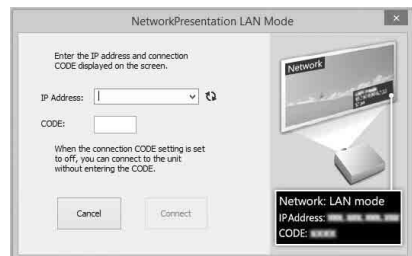 NetworkPresentation LAN Mode
Enter the IP address and connection
CODE displayed on the screen.
IP Address:
CODE:
When the connection CODE setting is set
to off, you can connect to the unit
without entering the CODE.
Cancel
Connect
Network
Network: LAN mode
IPAddress:
CODE: